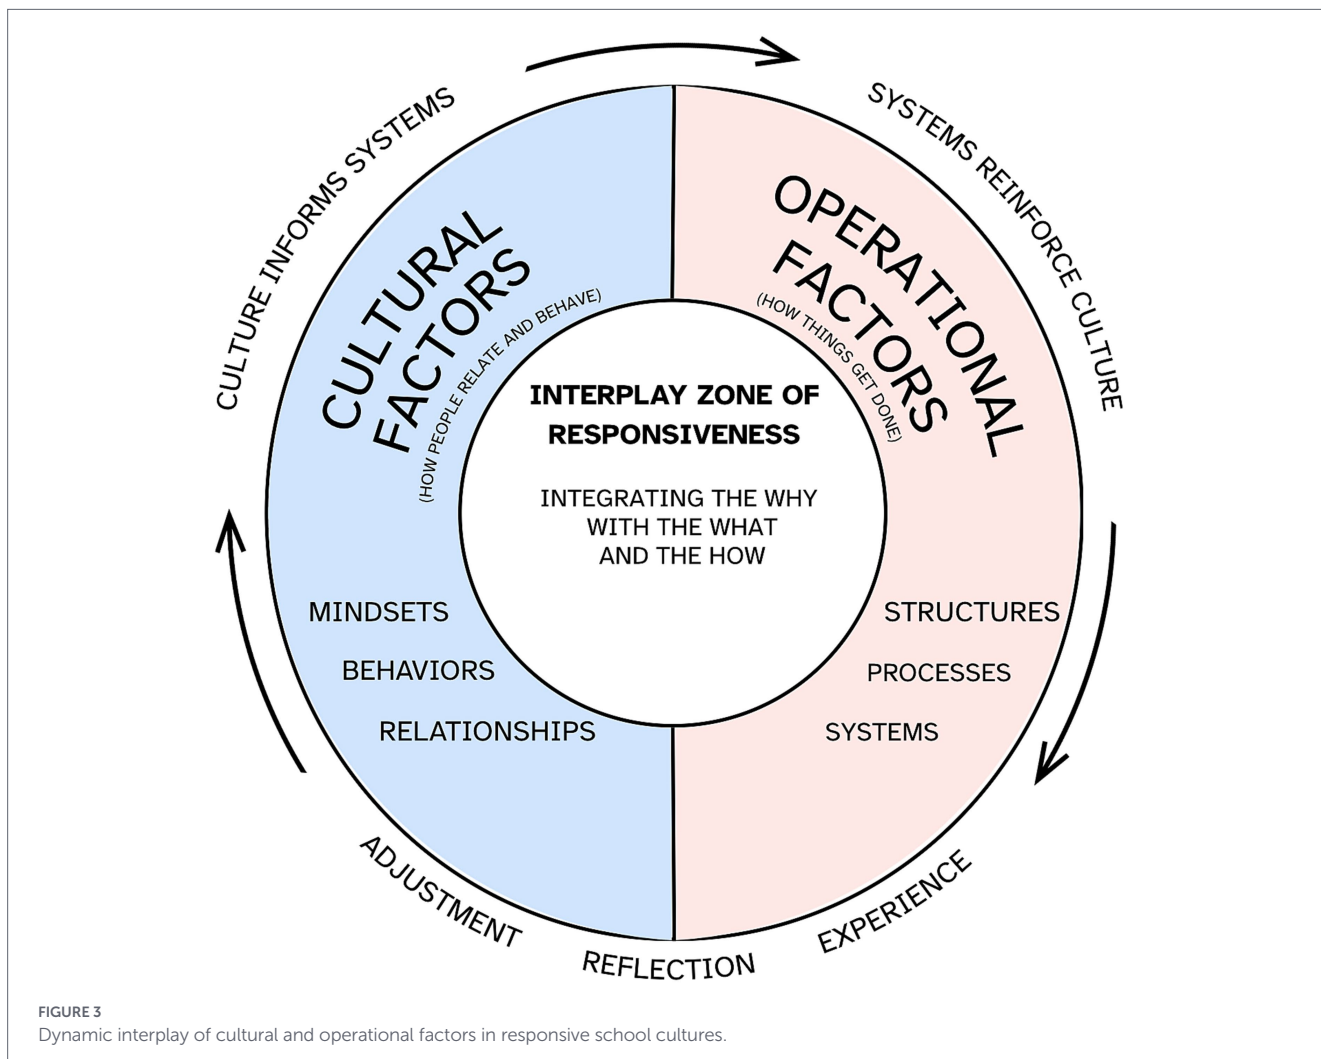 CULTURE INFORMS SYSTEMS
SYSTEMS REINFORCE CULTURE
CULTURAL
FACTORS
(HOW PEOPLE RELATE AND BEHAVE)
OPERATIONAL
FACTORS
(HOW THINGS GET DONE)
INTERPLAY ZONE OF
RESPONSIVENESS
INTEGRATING THE WHY
WITH THE WHAT
AND THE HOW
MINDSETS
BEHAVIORS
RELATIONSHIPS
STRUCTURES
PROCESSES
SYSTEMS
EXPERIENCE
REFLECTION
ADJUSTMENT
FIGURE 3
Dynamic interplay of cultural and operational factors in responsive school cultures.